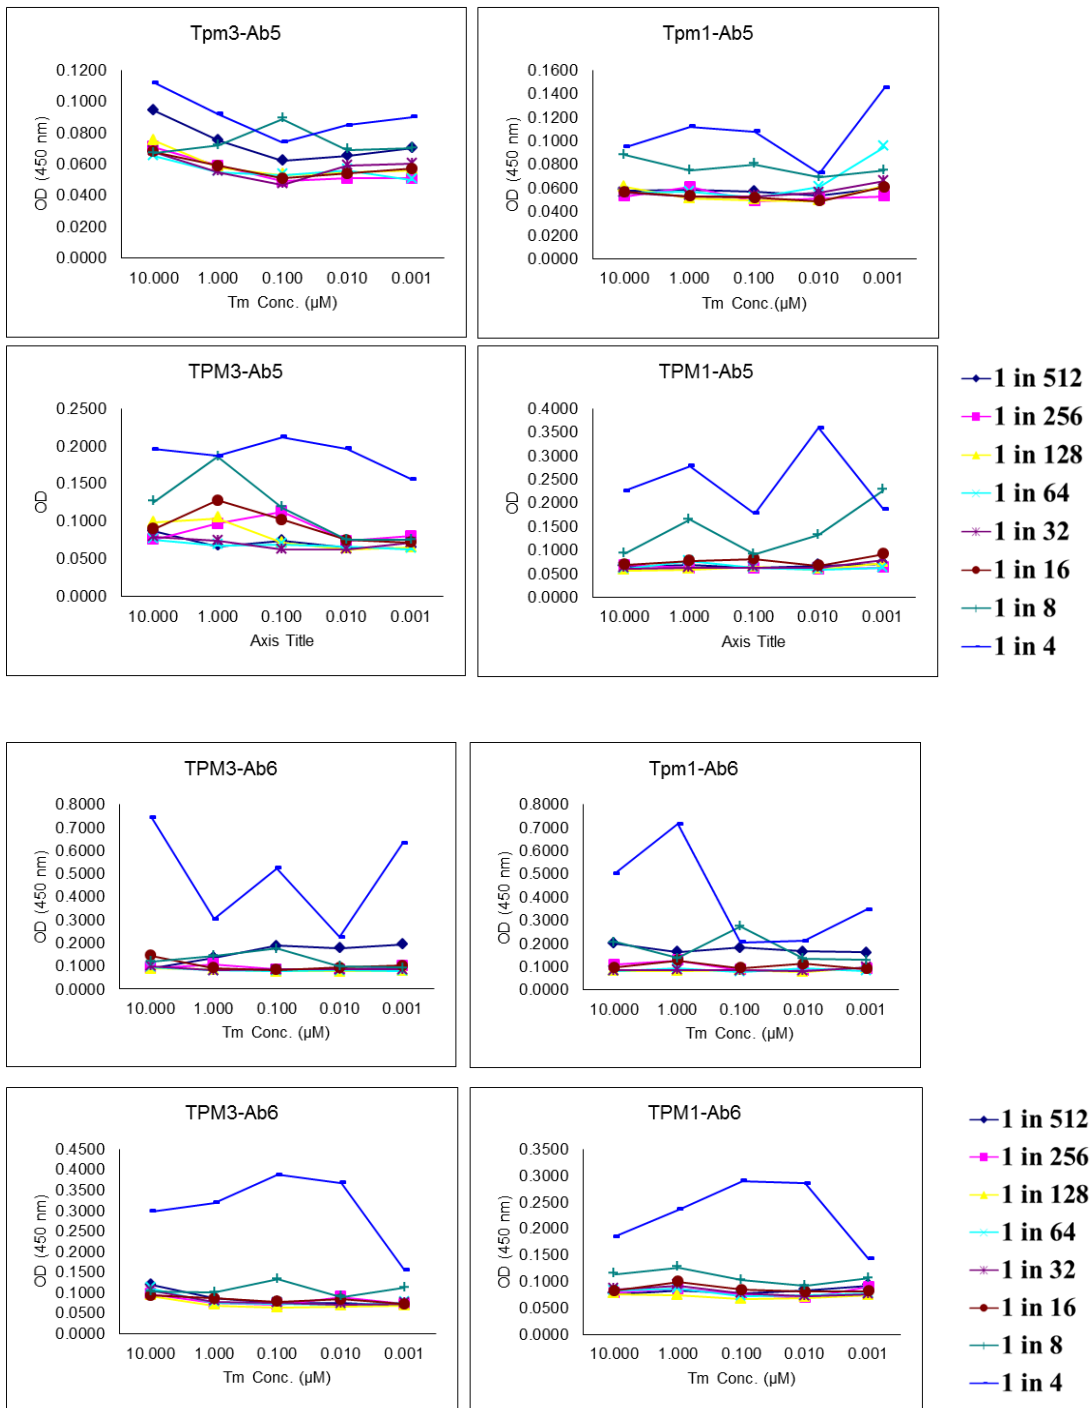 Tpm3-Ab5
0.1200
0.1000
0.0800
0.0600
0.0400
0.0200
0.0000
OD (450 nm)
10.000 1.000 0.100 0.010 0.001
Tm Conc. (µM)
Tpm1-Ab5
0.1600
0.1400
0.1200
0.1000
0.0800
0.0600
0.0400
0.0200
0.0000
OD (450 nm)
10.000 1.000 0.100 0.010 0.001
Tm Conc.(µM)
TPM3-Ab5
0.2500
0.2000
0.1500
0.1000
0.0500
0.0000
OD
10.000 1.000 0.100 0.010 0.001
Axis Title
TPM1-Ab5
0.4000
0.3500
0.3000
0.2500
0.2000
0.1500
0.1000
0.0500
0.0000
OD
10.000 1.000 0.100 0.010 0.001
Axis Title
1 in 512
1 in 256
1 in 128
1 in 64
1 in 32
1 in 16
1 in 8
1 in 4
TPM3-Ab6
0.8000
0.7000
0.6000
0.5000
0.4000
0.3000
0.2000
0.1000
0.0000
OD (450 nm)
10.000 1.000 0.100 0.010 0.001
Tm Conc. (µM)
Tpm1-Ab6
0.8000
0.7000
0.6000
0.5000
0.4000
0.3000
0.2000
0.1000
0.0000
OD (450 nm)
10.000 1.000 0.100 0.010 0.001
Tm Conc. (µM)
TPM3-Ab6
0.4500
0.4000
0.3500
0.3000
0.2500
0.2000
0.1500
0.1000
0.0500
0.0000
OD (450 nm)
10.000 1.000 0.100 0.010 0.001
Tm Conc. (µM)
TPM1-Ab6
0.3500
0.3000
0.2500
0.2000
0.1500
0.1000
0.0500
0.0000
OD (450 nm)
10.000 1.000 0.100 0.010 0.001
Tm Conc. (µM)
1 in 512
1 in 256
1 in 128
1 in 64
1 in 32
1 in 16
1 in 8
1 in 4